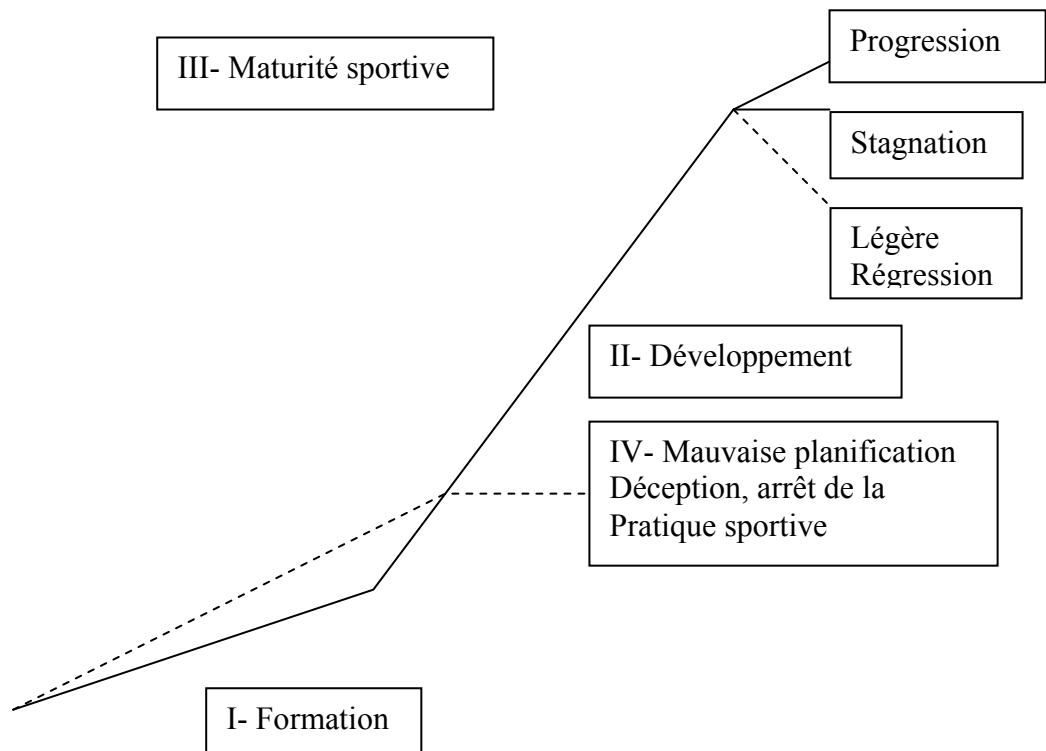 Progression
III- Maturité sportive
Stagnation
Légère
Régression
II- Développement
IV- Mauvaise planification
Déception, arrêt de la
Pratique sportive
I- Formation